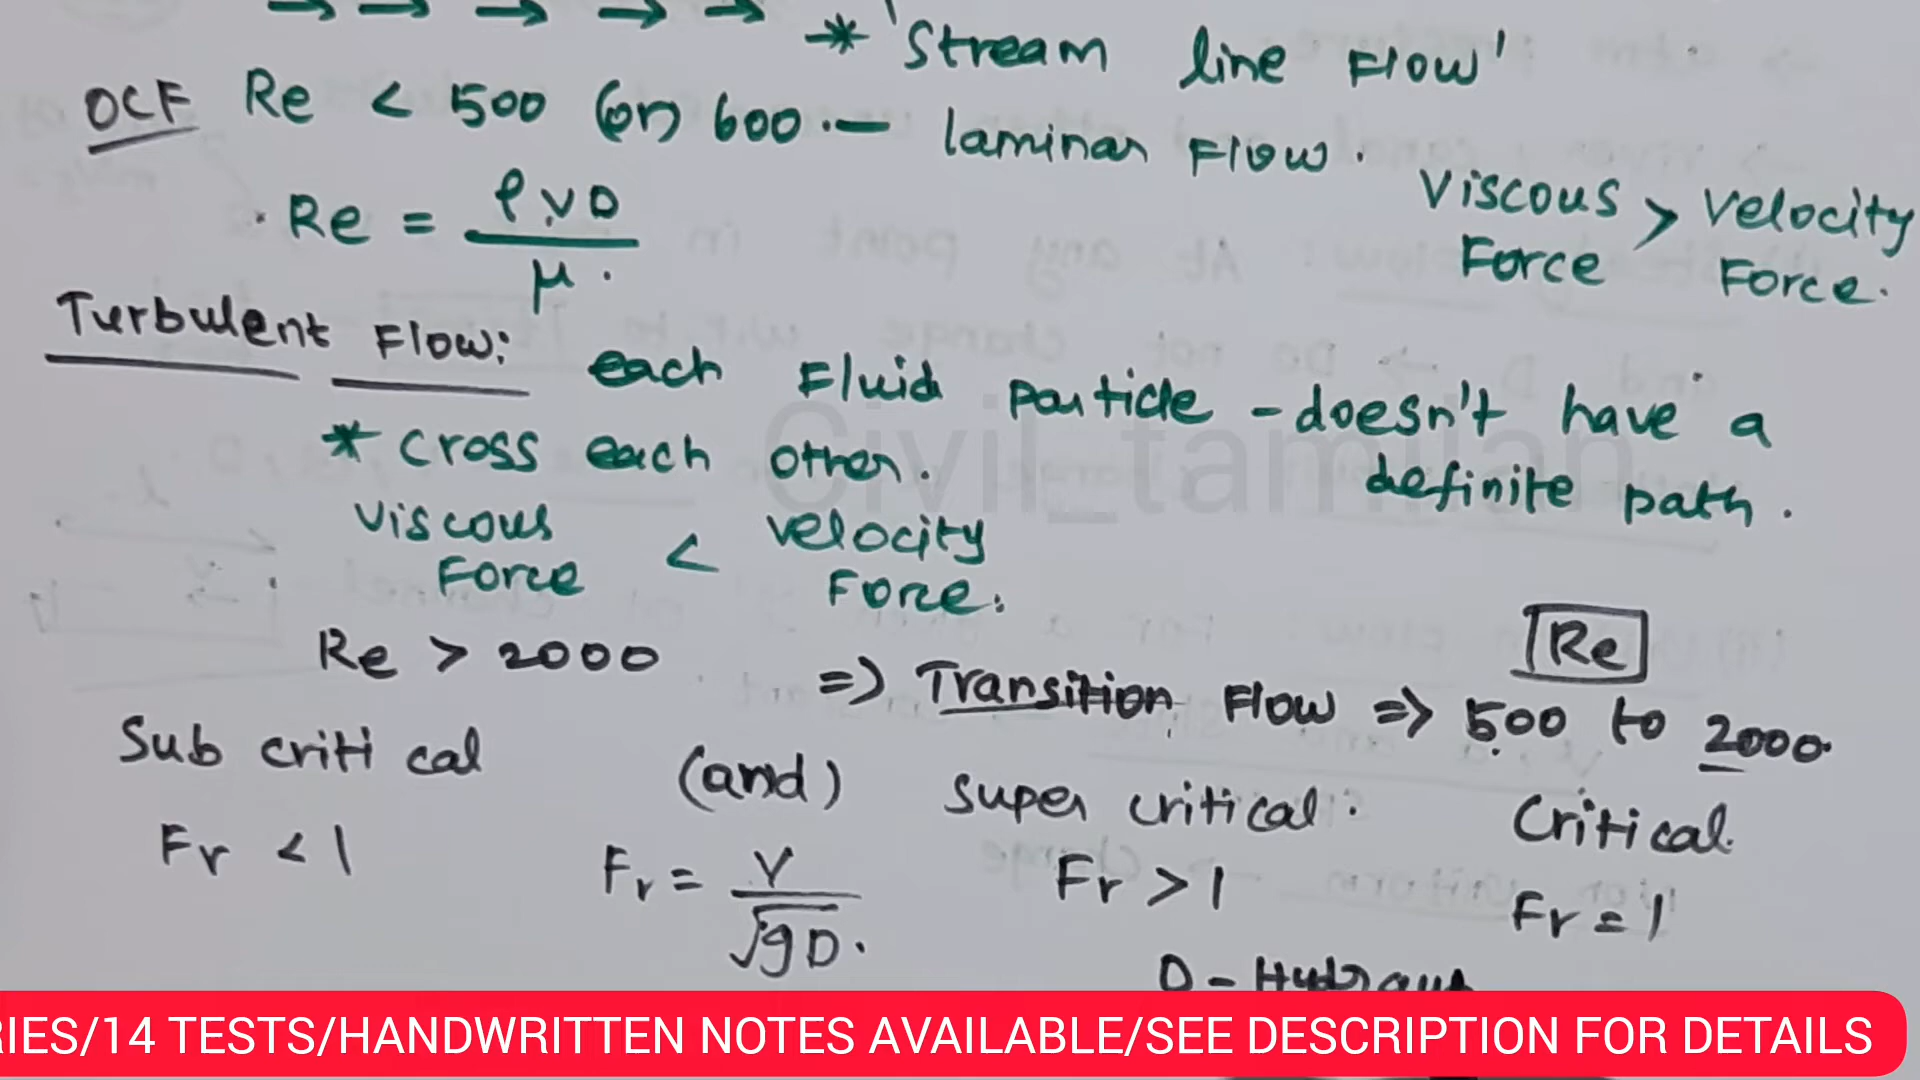 * 'Stream line Flow'
OCF Re < 500 (or) 600. - laminar Flow.
Re = ρVD / μ.
Viscous Force > Velocity Force.
Turbulent Flow: each Fluid Particle - doesn't have a definite path.
* cross each other.
Viscous Force < velocity Force.
Re > 2000
Re
=> Transition Flow => 500 to 2000.
Sub critical (and) super critical: Critical.
Fr < 1 Fr = V / √gD. Fr > 1 Fr = 1
D - 
Civil_tamilan
RIES/14 TESTS/HANDWRITTEN NOTES AVAILABLE/SEE DESCRIPTION FOR DETAILS